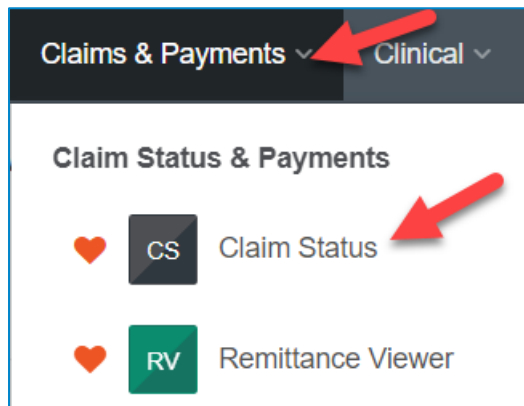 Claims & Payments Clinical
Claim Status & Payments
CS Claim Status
RV Remittance Viewer